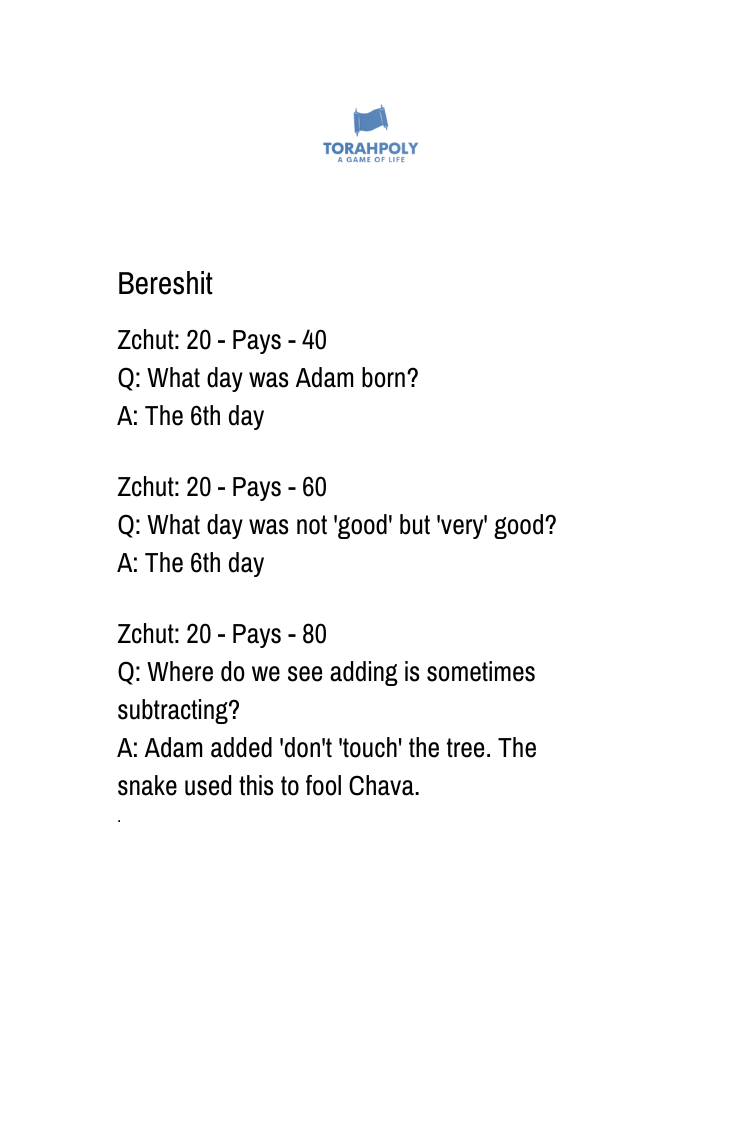 TORAHPOLY
A GAME OF LIFE
Bereshit
Zchut: 20 - Pays - 40
Q: What day was Adam born?
A: The 6th day
Zchut: 20 - Pays - 60
Q: What day was not 'good' but 'very' good?
A: The 6th day
Zchut: 20 - Pays - 80
Q: Where do we see adding is sometimes
subtracting?
A: Adam added 'don't 'touch' the tree. The
snake used this to fool Chava.
.